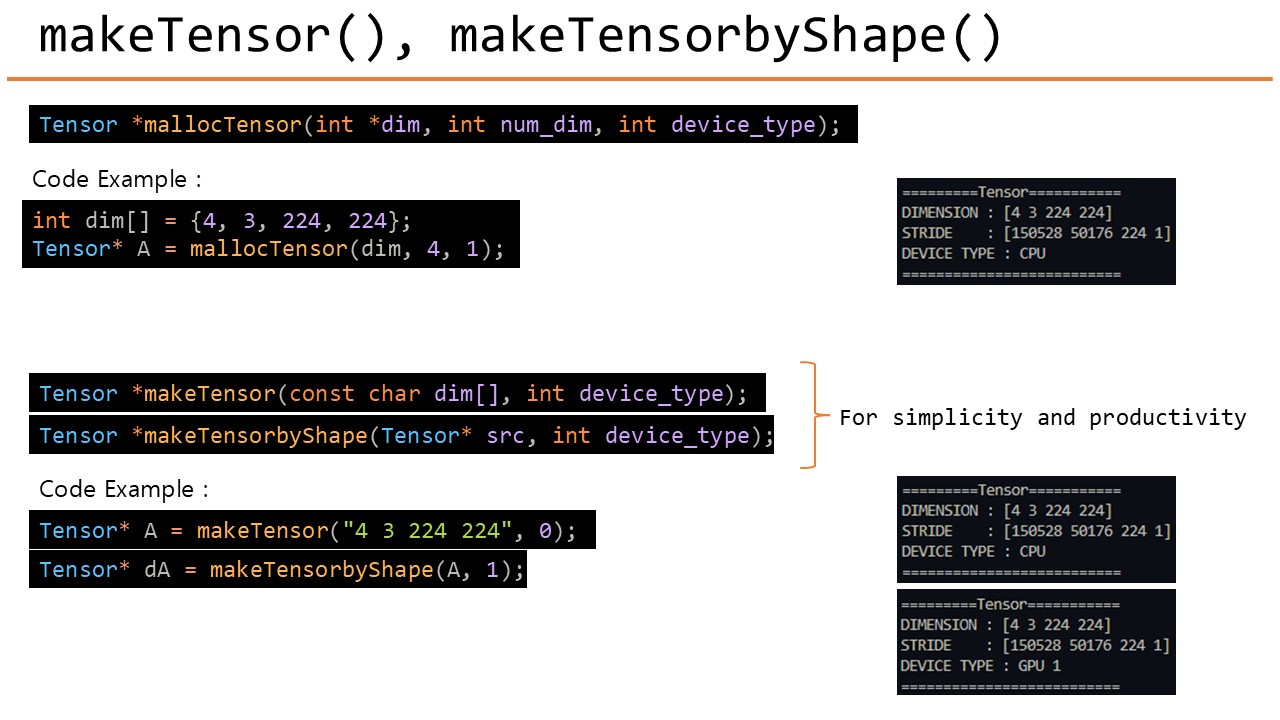 makeTensor(), makeTensorbyShape()
Tensor *mallocTensor(int *dim, int num_dim, int device_type);
Code Example :
int dim[] = {4, 3, 224, 224};
Tensor* A = mallocTensor(dim, 4, 1);
=========Tensor===========
DIMENSION : [4 3 224 224]
STRIDE    : [150528 50176 224 1]
DEVICE TYPE : CPU
==========================
Tensor *makeTensor(const char dim[], int device_type);
Tensor *makeTensorbyShape(Tensor* src, int device_type);
For simplicity and productivity
Code Example :
Tensor* A = makeTensor("4 3 224 224", 0);
Tensor* dA = makeTensorbyShape(A, 1);
=========Tensor===========
DIMENSION : [4 3 224 224]
STRIDE    : [150528 50176 224 1]
DEVICE TYPE : CPU
==========================
=========Tensor===========
DIMENSION : [4 3 224 224]
STRIDE    : [150528 50176 224 1]
DEVICE TYPE : GPU 1
==========================